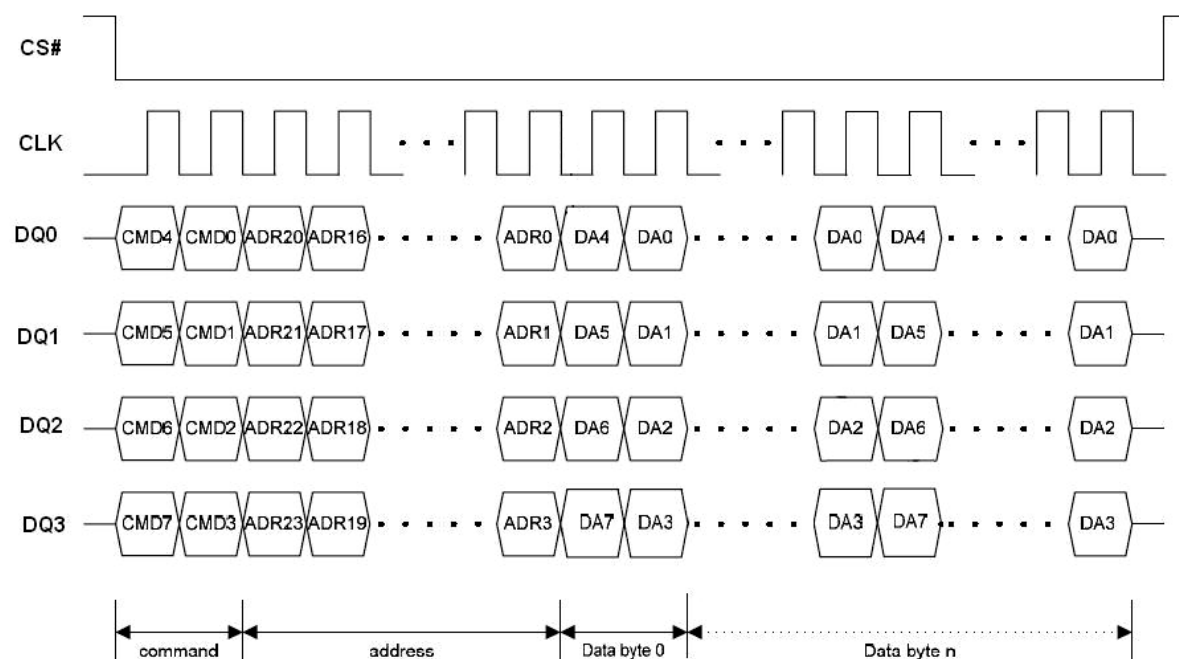 CS#
CLK
DQ0 CMD4 CMD0 ADR20 ADR16 ADR0 DA4 DA0 DA0 DA4 DA0
DQ1 CMD5 CMD1 ADR21 ADR17 ADR1 DA5 DA1 DA1 DA5 DA1
DQ2 CMD6 CMD2 ADR22 ADR18 ADR2 DA6 DA2 DA2 DA6 DA2
DQ3 CMD7 CMD3 ADR23 ADR19 ADR3 DA7 DA3 DA3 DA7 DA3
command address Data byte 0 Data byte n